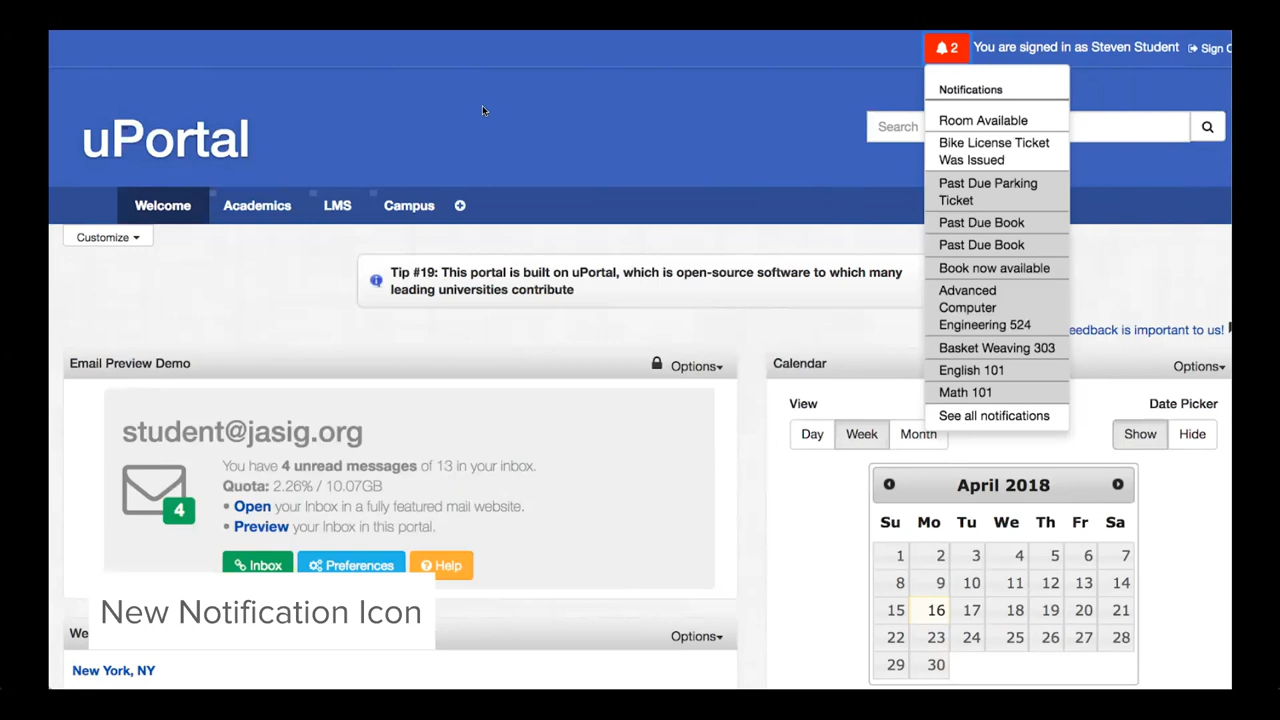 2 You are signed in as Steven Student Sign
Notifications
Room Available
Bike License Ticket
Was Issued
Past Due Parking
Ticket
Past Due Book
Past Due Book
Book now available
Advanced
Computer
Engineering 524
Basket Weaving 303
English 101
Math 101
See all notifications
uPortal
Search
Welcome Academics LMS Campus
Customize
Tip #19: This portal is built on uPortal, which is open-source software to which many
leading universities contribute
eedback is important to us!
Email Preview Demo Options
student@jasig.org
4
You have 4 unread messages of 13 in your inbox.
Quota: 2.26% / 10.07GB
• Open your Inbox in a fully featured mail website.
• Preview your Inbox in this portal.
Inbox Preferences Help
New Notification Icon
We Options
New York, NY
Calendar Options
View Date Picker
Day Week Month Show Hide
April 2018
Su Mo Tu We Th Fr Sa
1 2 3 4 5 6 7
8 9 10 11 12 13 14
15 16 17 18 19 20 21
22 23 24 25 26 27 28
29 30